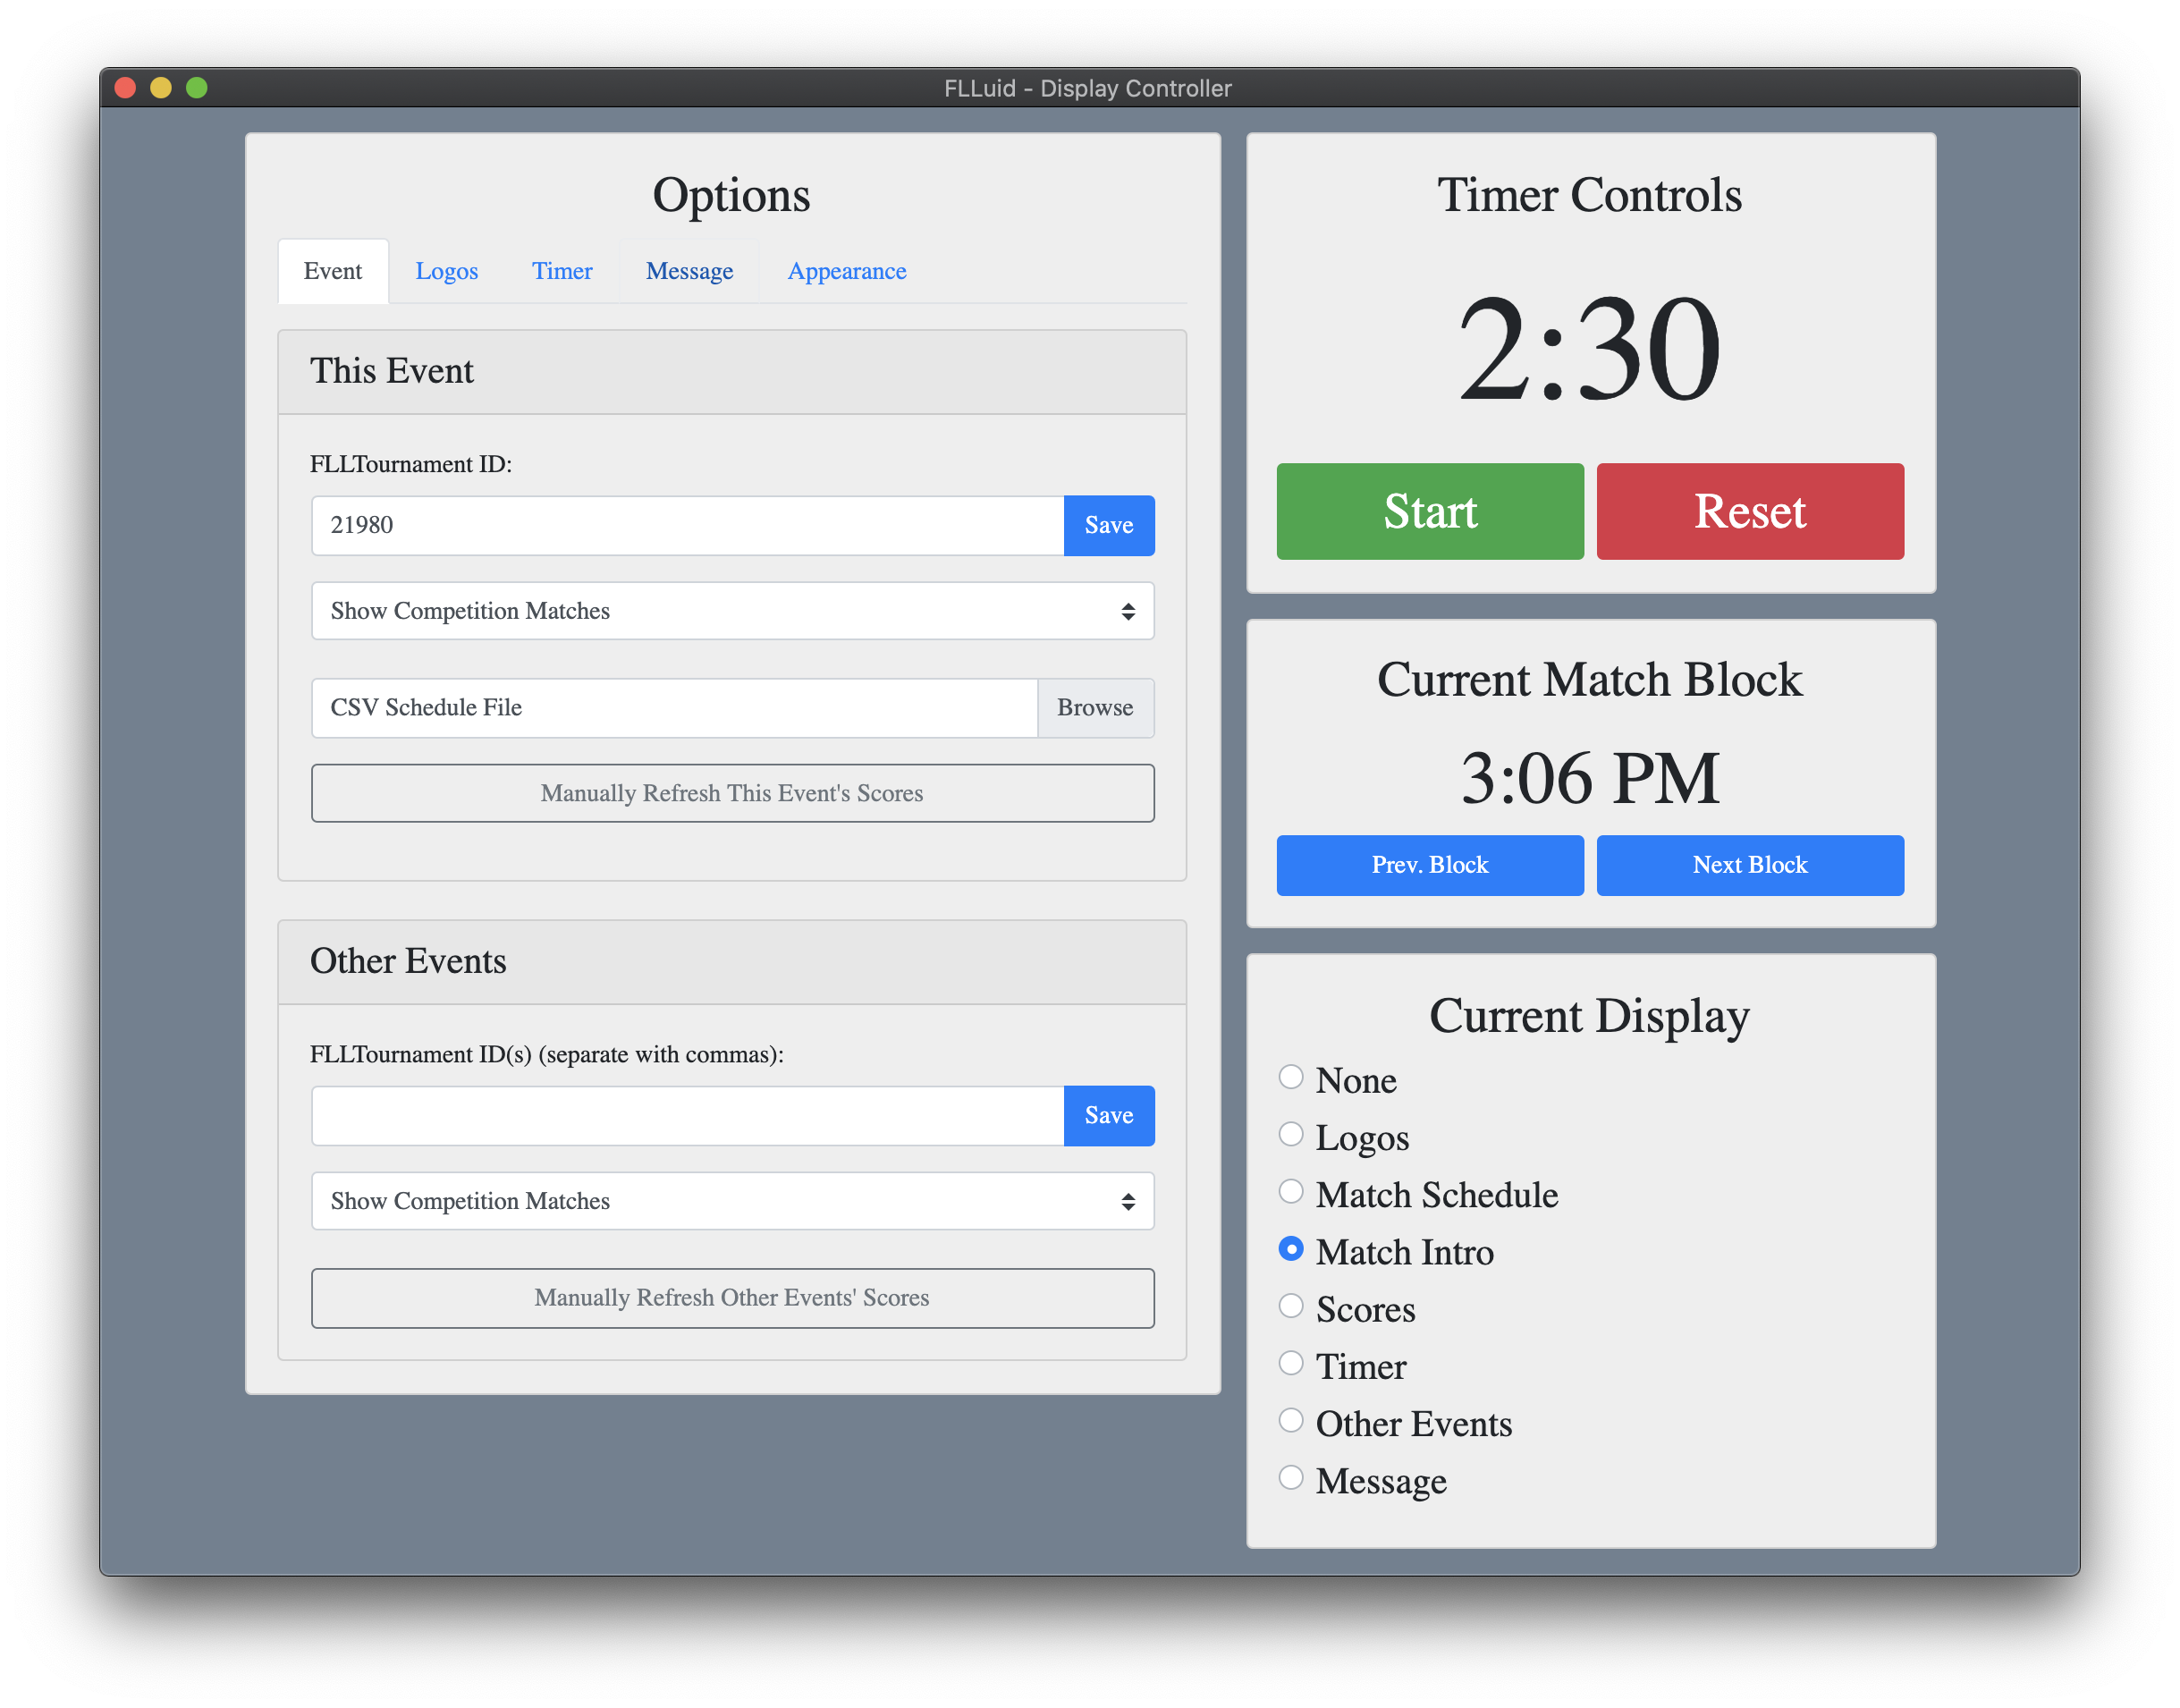 FLLuid - Display Controller
Options
Event Logos Timer Message Appearance
This Event
FLLTournament ID:
21980 Save
Show Competition Matches
CSV Schedule File Browse
Manually Refresh This Event's Scores
Other Events
FLLTournament ID(s) (separate with commas):
Save
Show Competition Matches
Manually Refresh Other Events' Scores
Timer Controls
2:30
Start Reset
Current Match Block
3:06 PM
Prev. Block Next Block
Current Display
None
Logos
Match Schedule
Match Intro
Scores
Timer
Other Events
Message